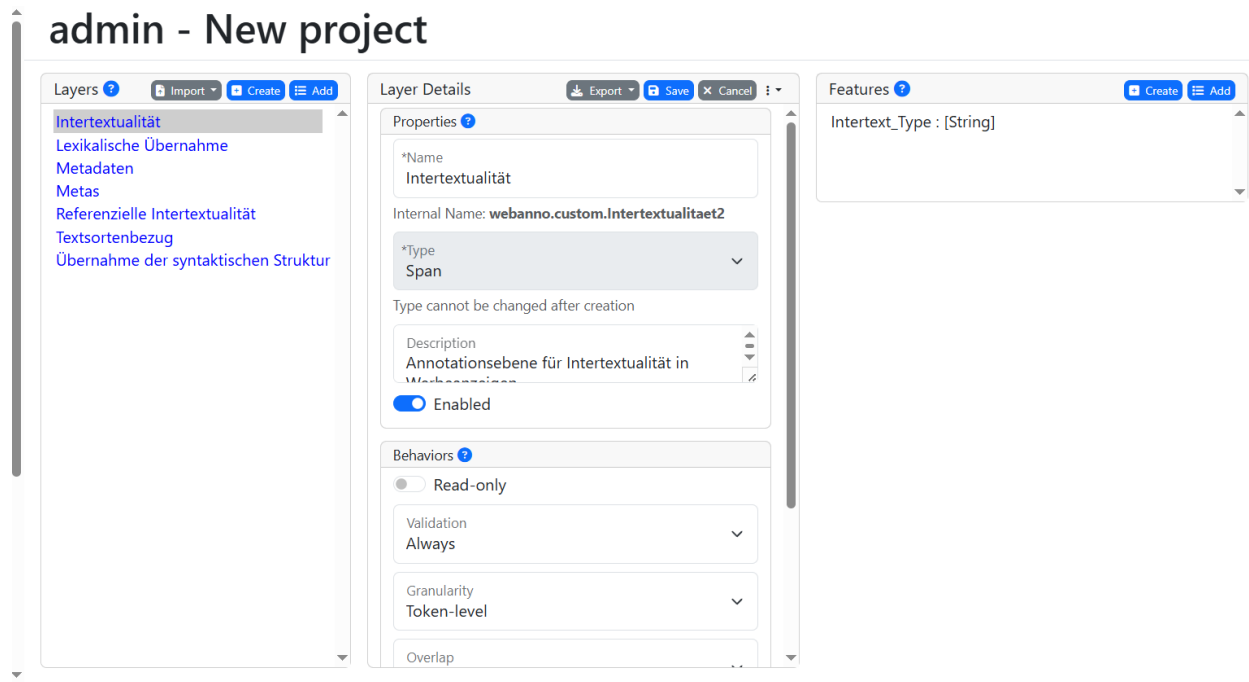 admin - New project
Layers ?
Import
Create
Add
Intertextualität
Lexikalische Übernahme
Metadaten
Metas
Referenzielle Intertextualität
Textsortenbezug
Übernahme der syntaktischen Struktur
Layer Details
Export
Save
Cancel
Properties ?
*Name
Intertextualität
Internal Name: webanno.custom.Intertextualitaet2
*Type
Span
Type cannot be changed after creation
Description
Annotationsebene für Intertextualität in
Werbeanzeigen
Enabled
Behaviors ?
Read-only
Validation
Always
Granularity
Token-level
Overlap
Features ?
Create
Add
Intertext_Type : [String]